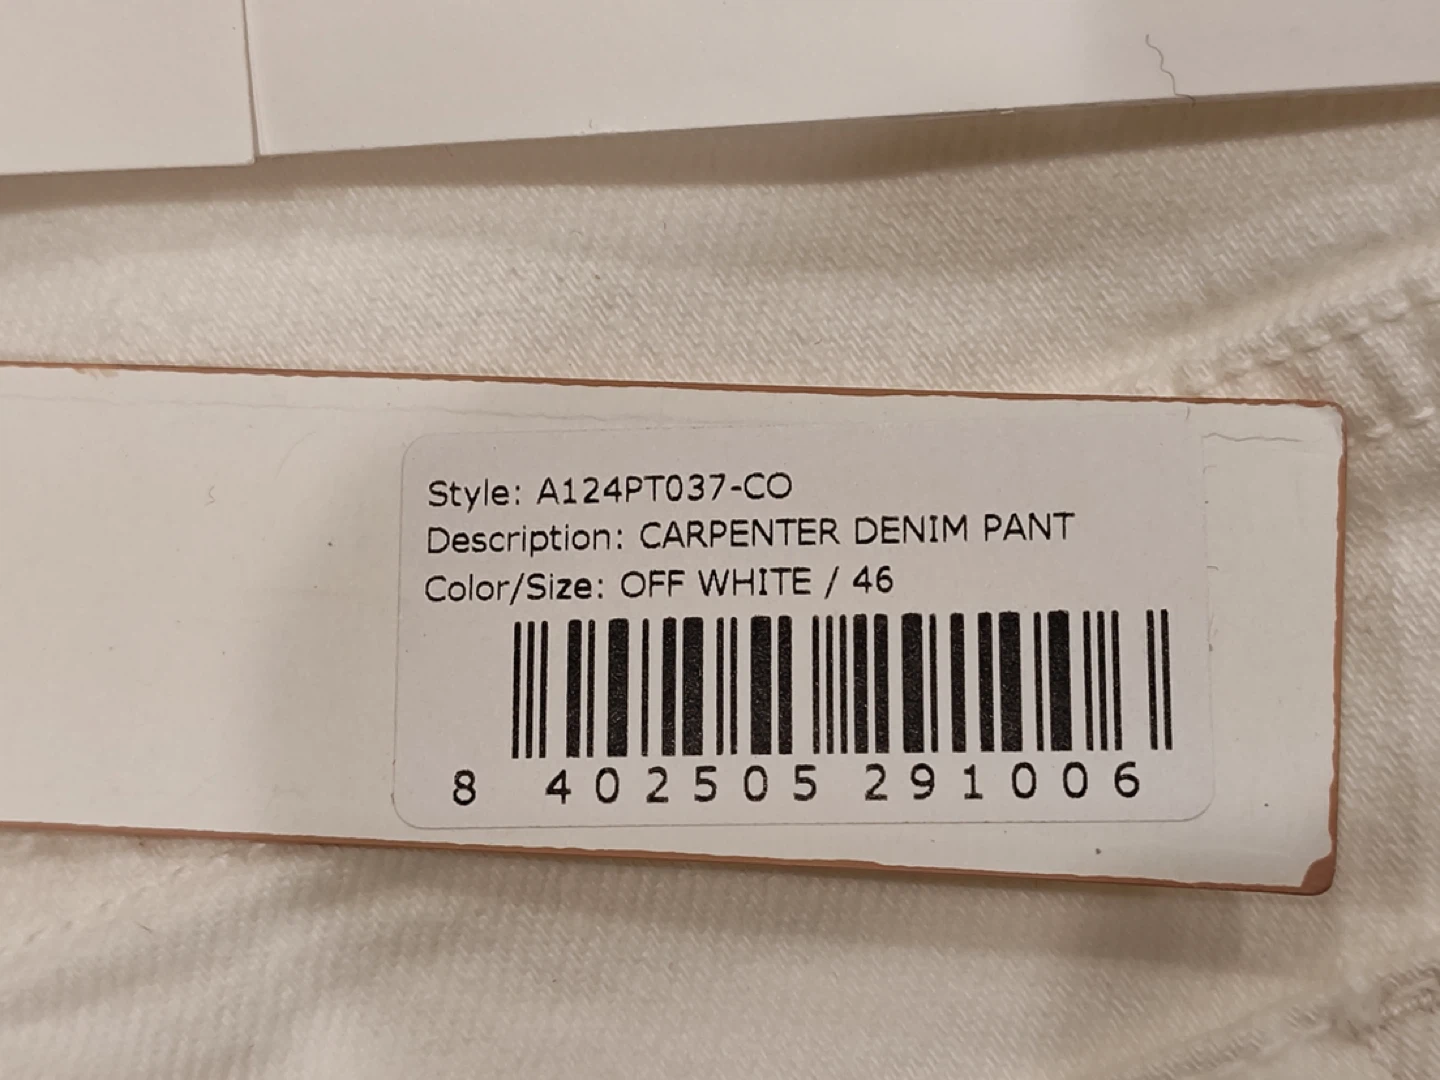 Style: A124PT037-CO
Description: CARPENTER DENIM PANT
Color/Size: OFF WHITE / 46
8 402505 291006